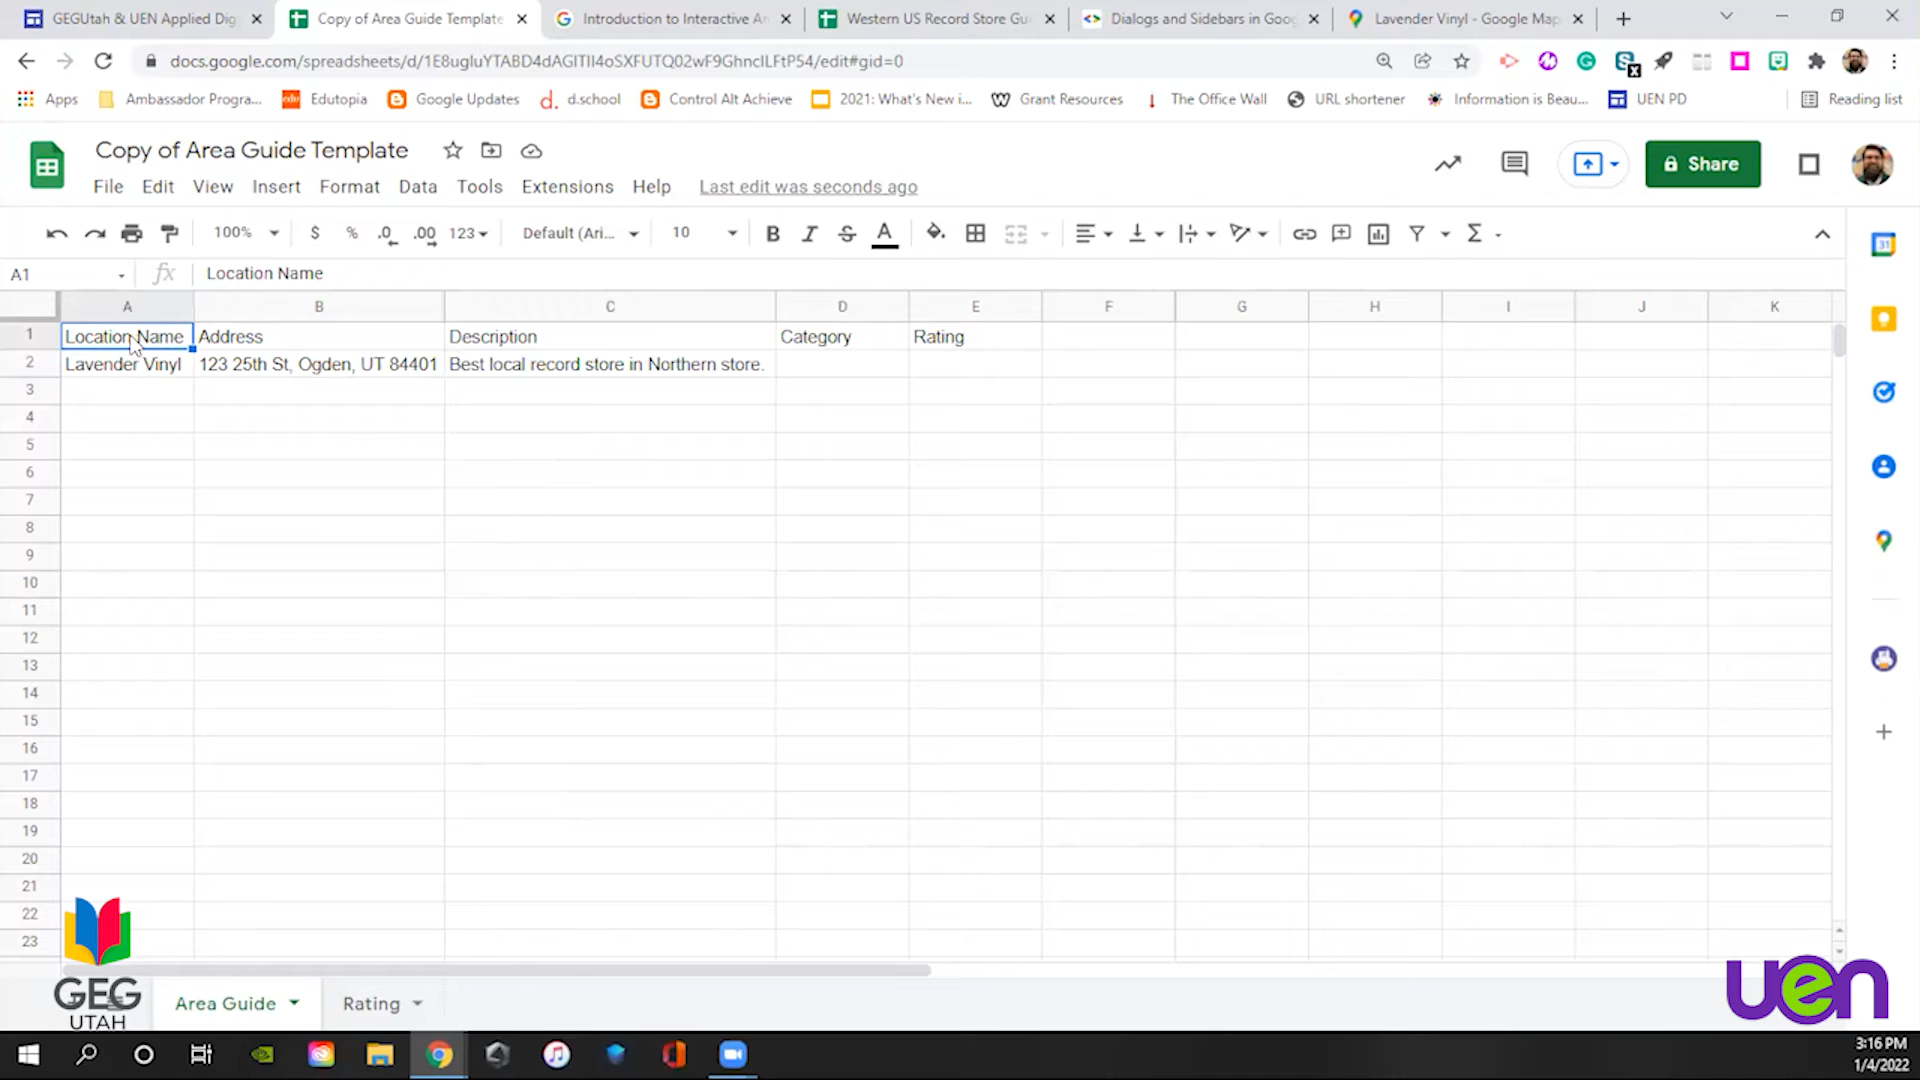 GEGUtah & UEN Applied Dig
Copy of Area Guide Template
Introduction to Interactive A
Western US Record Store Gu
Dialogs and Sidebars in Goog
Lavender Vinyl - Google Map
docs.google.com/spreadsheets/d/1E8ugluYTABD4dAGITIl4oSXFUTQ02wF9GhncILFtP54/edit#gid=0
Apps
Ambassador Progra...
Edutopia
Google Updates
d.school
Control Alt Achieve
2021: What's New i...
Grant Resources
The Office Wall
URL shortener
Information is Beau...
UEN PD
Reading list
Copy of Area Guide Template
Share
File Edit View Insert Format Data Tools Extensions Help Last edit was seconds ago
100% $ % .0 .00 123 Default (Ari... 10 B I S A
A1 fx Location Name
A B C D E F G H I J K
1 Location Name Address Description Category Rating
2 Lavender Vinyl 123 25th St, Ogden, UT 84401 Best local record store in Northern store.
3
4
5
6
7
8
9
10
11
12
13
14
15
16
17
18
19
20
21
22
23
GEG
UTAH
Area Guide
Rating
uen
3:16 PM
1/4/2022